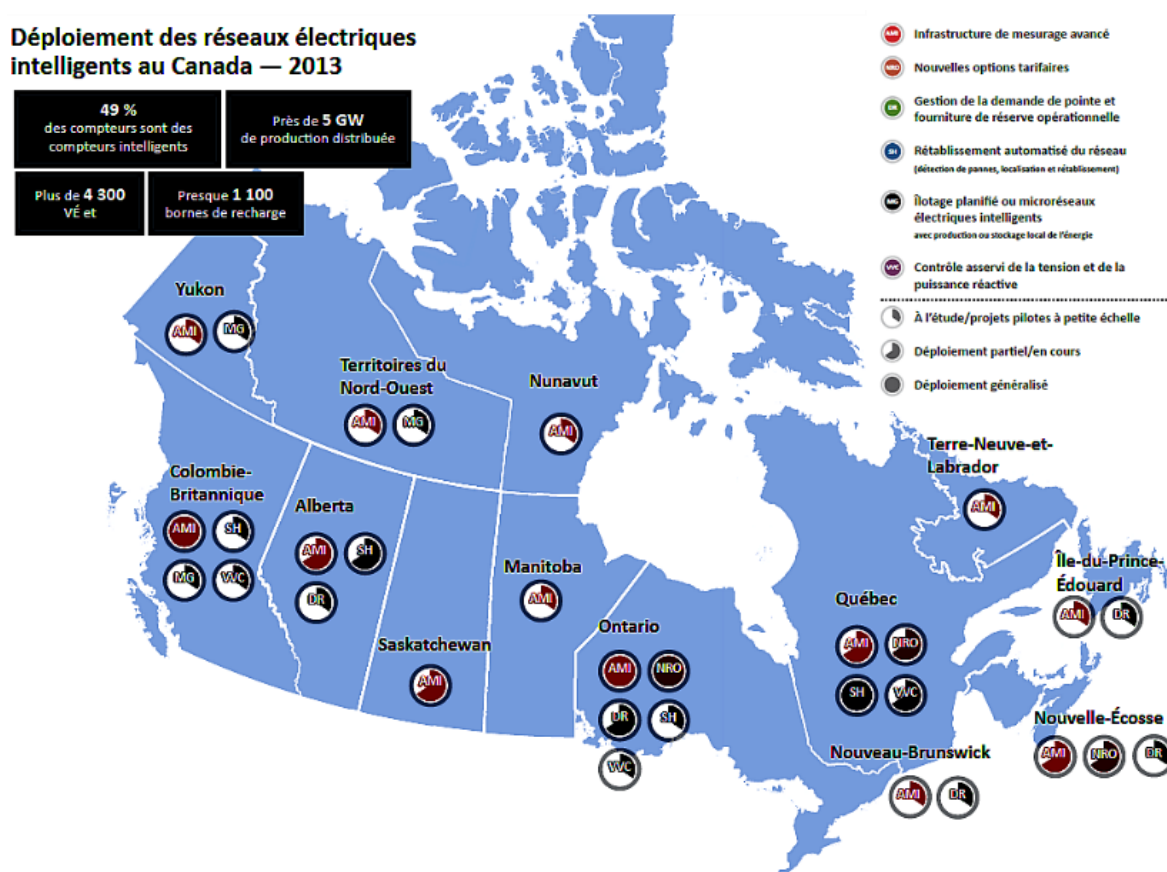 Déploiement des réseaux électriques
intelligents au Canada — 2013
49 %
des compteurs sont des
compteurs intelligents
Près de 5 GW
de production distribuée
Plus de 4 300
VÉ et
Presque 1 100
bornes de recharge
AMI Infrastructure de mesurage avancé
NRO Nouvelles options tarifaires
DR Gestion de la demande de pointe et
fourniture de réserve opérationnelle
SH Rétablissement automatisé du réseau
(détection de pannes, localisation et rétablissement)
MG Îlotage planifié ou microréseaux
électriques intelligents
avec production ou stockage local de l'énergie
VVC Contrôle asservi de la tension et de la
puissance réactive
À l'étude/projets pilotes à petite échelle
Déploiement partiel/en cours
Déploiement généralisé
Yukon
AMI MG
Territoires du
Nord-Ouest
AMI MG
Nunavut
AMI
Colombie-
Britannique
AMI SH
MG VVC
Alberta
AMI SH
DR
Saskatchewan
AMI
Manitoba
AMI
Ontario
AMI NRO
DR SH
VVC
Québec
AMI NRO
SH VVC
Terre-Neuve-et-
Labrador
AMI
Île-du-Prince-
Édouard
AMI DR
Nouvelle-Écosse
AMI NRO DR
Nouveau-Brunswick
AMI DR